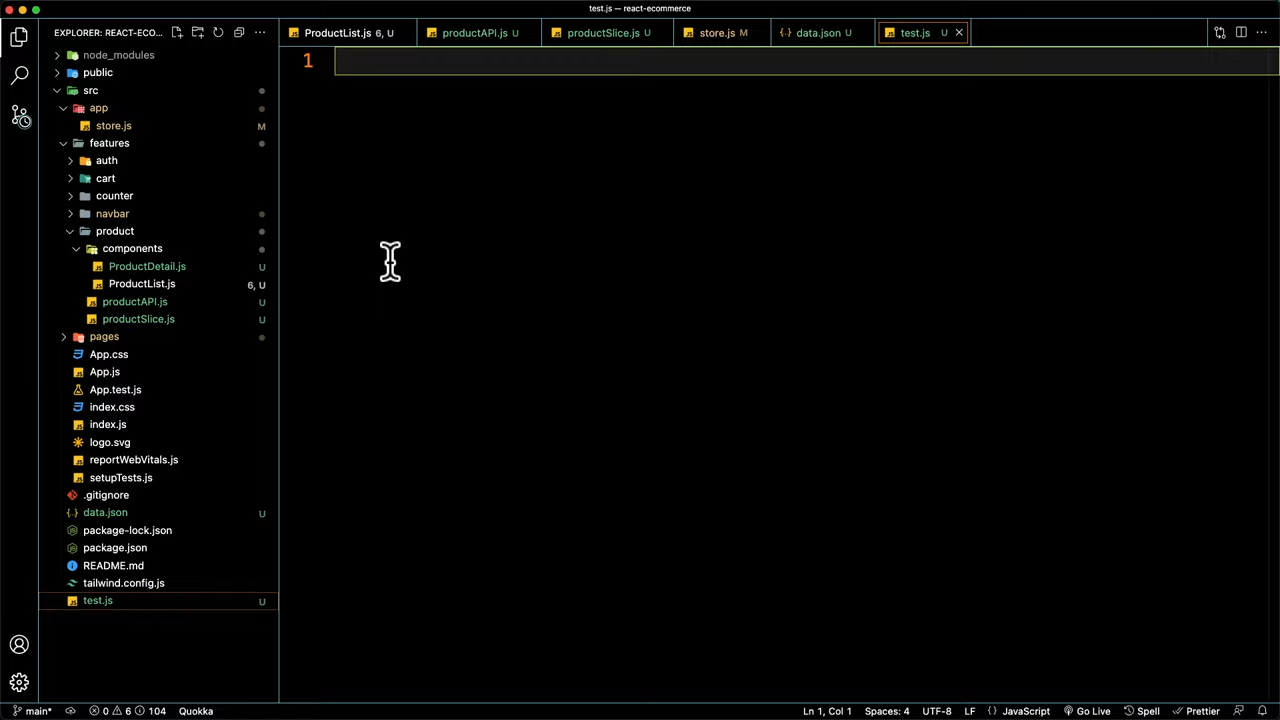 test.js — react-ecommerce
EXPLORER: REACT-ECO...
ProductList.js 6, U
productAPI.js U
productSlice.js U
store.js M
data.json U
test.js U
1
node_modules
public
src
app
store.js M
features
auth
cart
counter
navbar
product
components
ProductDetail.js U
ProductList.js 6, U
productAPI.js U
productSlice.js U
pages
App.css
App.js
App.test.js
index.css
index.js
logo.svg
reportWebVitals.js
setupTests.js
.gitignore
data.json U
package-lock.json
package.json
README.md
tailwind.config.js
test.js U
main* 0 6 104 Quokka Ln 1, Col 1 Spaces: 4 UTF-8 LF JavaScript Go Live Spell Prettier